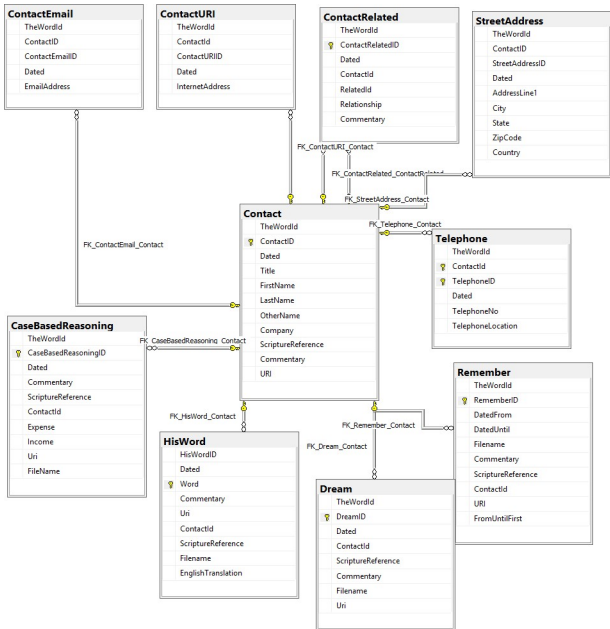 ContactEmail
TheWordId
ContactID
ContactEmailID
Dated
EmailAddress
ContactURI
TheWordId
ContactId
ContactURIID
Dated
InternetAddress
ContactRelated
TheWordId
ContactRelatedID
Dated
ContactId
RelatedId
Relationship
Commentary
StreetAddress
TheWordId
ContactID
StreetAddressID
Dated
AddressLine1
City
State
ZipCode
Country
FK_ContactURI_Contact
FK_ContactRelated_ContactRelated
FK_StreetAddress_Contact
FK_Telephone_Contact
FK_ContactEmail_Contact
Contact
TheWordId
ContactID
Dated
Title
FirstName
LastName
OtherName
Company
ScriptureReference
Commentary
URI
Telephone
TheWordId
ContactId
TelephoneID
Dated
TelephoneNo
TelephoneLocation
CaseBasedReasoning
TheWordId
CaseBasedReasoningID
Dated
Commentary
ScriptureReference
ContactId
Expense
Income
Uri
FileName
FK_CaseBasedReasoning_Contact
FK_HisWord_Contact
FK_Remember_Contact
FK_Dream_Contact
HisWord
HisWordID
Dated
Word
Commentary
Uri
ContactId
ScriptureReference
Filename
EnglishTranslation
Dream
TheWordId
DreamID
Dated
ContactId
ScriptureReference
Commentary
Filename
Uri
Remember
TheWordId
RememberID
DatedFrom
DatedUntil
Filename
Commentary
ScriptureReference
ContactId
URI
FromUntilFirst